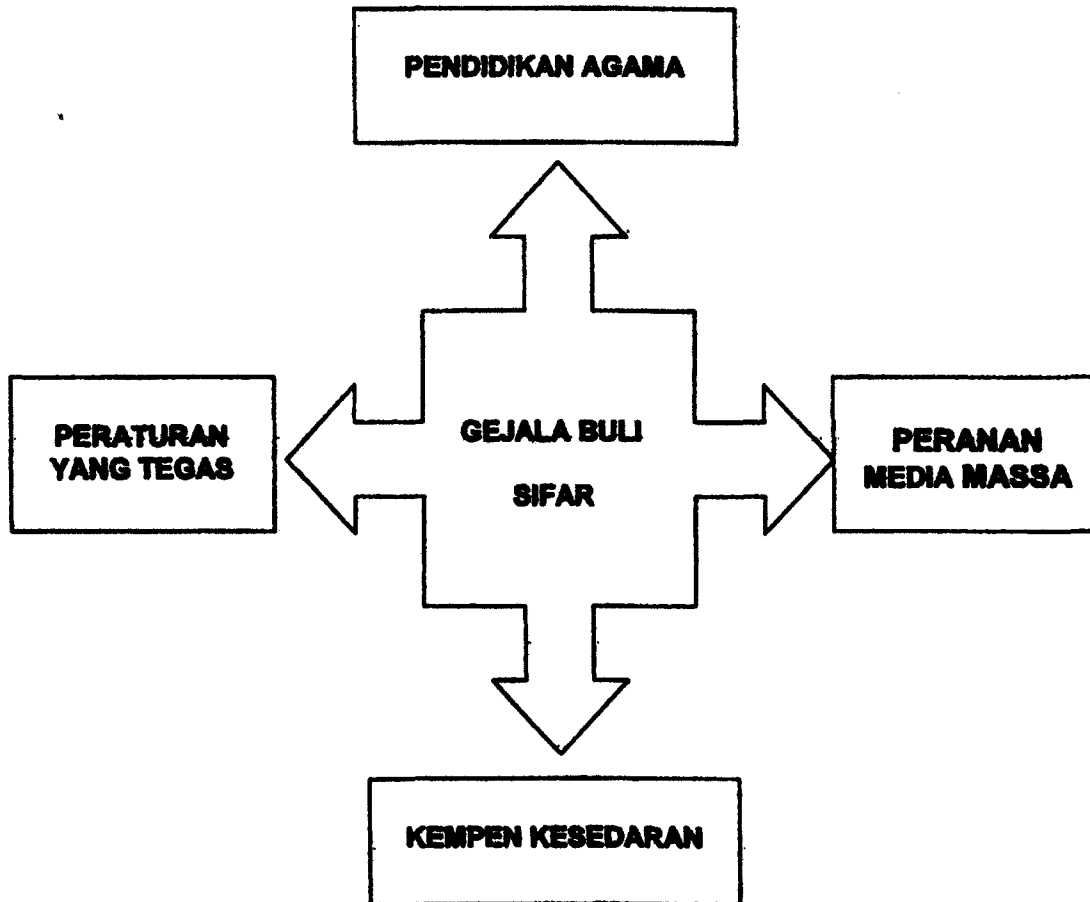 PENDIDIKAN AGAMA
PERATURAN
YANG TEGAS
GEJALA BULI
SIFAR
PERANAN
MEDIA MASSA
KEMPEN KESEDARAN